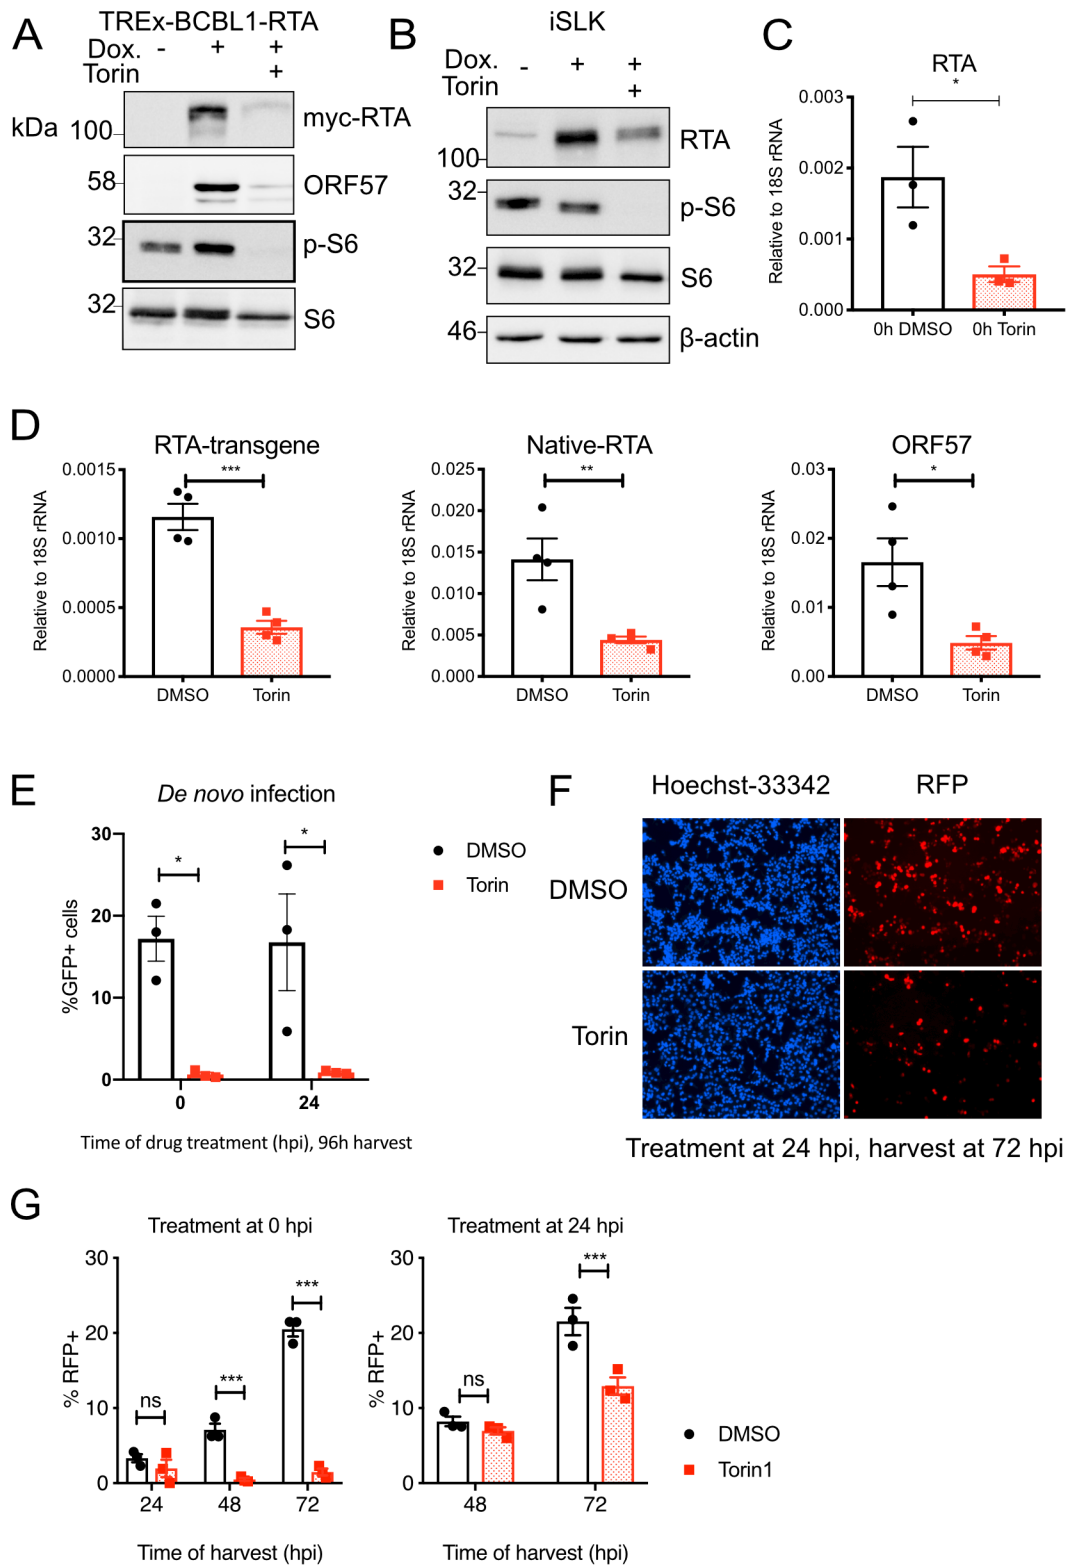 A
TREx-BCBL1-RTA
Dox. - + +
Torin +
kDa
100
myc-RTA
58
ORF57
32
p-S6
32
S6
B
iSLK
Dox. - + +
Torin +
100
RTA
32
p-S6
32
S6
46
β-actin
C
RTA
*
Relative to 18S rRNA
0.003
0.002
0.001
0.000
0h DMSO 0h Torin
D
RTA-transgene
***
Relative to 18S rRNA
0.0015
0.0010
0.0005
0.0000
DMSO Torin
Native-RTA
**
Relative to 18S rRNA
0.025
0.020
0.015
0.010
0.005
0.000
DMSO Torin
ORF57
*
Relative to 18S rRNA
0.03
0.02
0.01
0.00
DMSO Torin
E
De novo infection
* *
%GFP+ cells
30
20
10
0
0 24
Time of drug treatment (hpi), 96h harvest
DMSO
Torin
F
Hoechst-33342 RFP
DMSO
Torin
Treatment at 24 hpi, harvest at 72 hpi
G
Treatment at 0 hpi
ns *** ***
% RFP+
30
20
10
0
24 48 72
Time of harvest (hpi)
Treatment at 24 hpi
ns ***
% RFP+
30
20
10
0
48 72
Time of harvest (hpi)
DMSO
Torin1